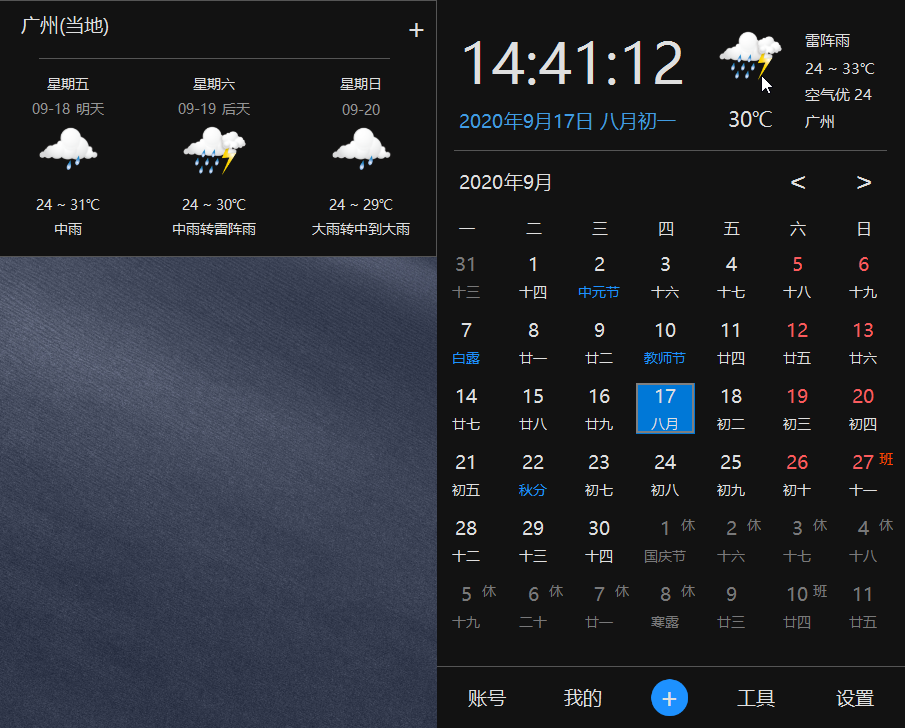 广州(当地)
+
星期五 星期六 星期日
09-18 明天 09-19 后天 09-20
24 ~ 31℃ 24 ~ 30℃ 24 ~ 29℃
中雨 中雨转雷阵雨 大雨转中到大雨
14:41:12
2020年9月17日 八月初一
30℃
雷阵雨
24 ~ 33℃
空气优 24
广州
2020年9月 < >
一 二 三 四 五 六 日
31 1 2 3 4 5 6
十三 十四 中元节 十六 十七 十八 十九
7 8 9 10 11 12 13
白露 廿一 廿二 教师节 廿四 廿五 廿六
14 15 16 17 18 19 20
廿七 廿八 廿九 八月 初二 初三 初四
21 22 23 24 25 26 27 班
初五 秋分 初七 初八 初九 初十 十一
28 29 30 1 休 2 休 3 休 4 休
十二 十三 十四 国庆节 十六 十七 十八
5 休 6 休 7 休 8 休 9 10 班 11
十九 二十 廿一 寒露 廿三 廿四 廿五
账号 我的 + 工具 设置